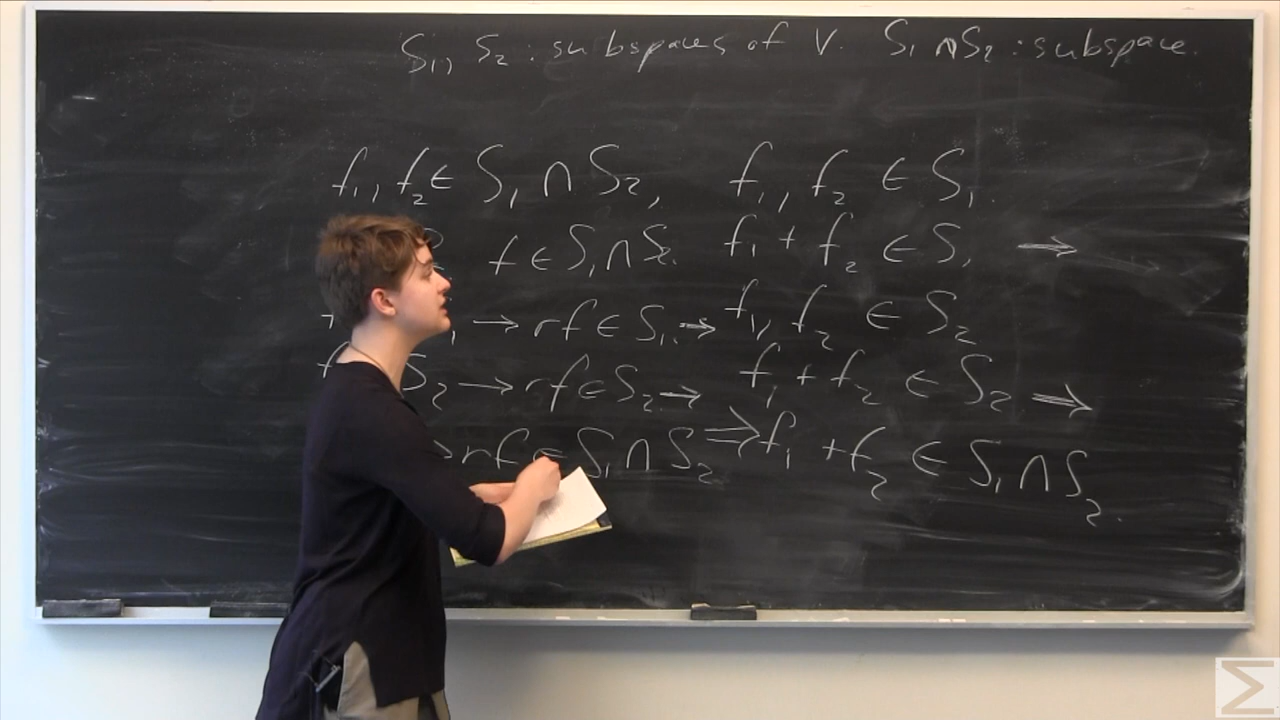 S₁, S₂ : subspaces of V. S₁ ∩ S₂ : subspace.
f₁, f₂ ∈ S₁ ∩ S₂, f₁, f₂ ∈ S₁.
f ∈ S₁ ∩ S₂. f₁ + f₂ ∈ S₁ ⇒
₁ → rf ∈ S₁. → f₁, f₂ ∈ S₂
f S₂ → rf ∈ S₂. → f₁ + f₂ ∈ S₂ ⇒
rf ∈ S₁ ∩ S₂ ⇒ f₁ + f₂ ∈ S₁ ∩ S₂.
Σ